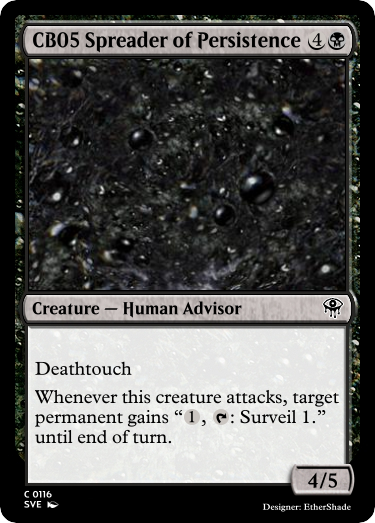 CB05 Spreader of Persistence 4
Creature — Human Advisor
Deathtouch
Whenever this creature attacks, target
permanent gains “1, : Surveil 1.”
until end of turn.
4/5
C 0116
SVE
Designer: EtherShade